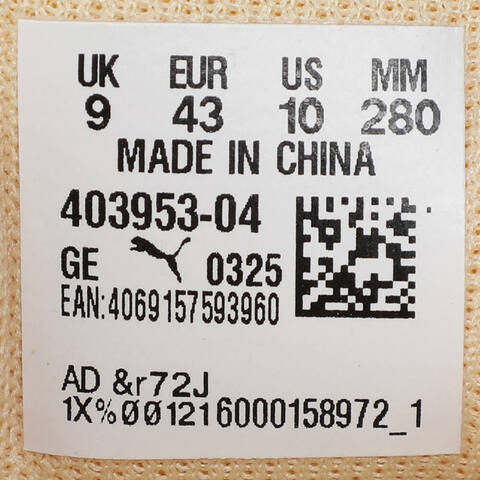 UK EUR US MM
9 43 10 280
MADE IN CHINA
403953-04
GE 0325
EAN:4069157593960
AD &r72J
1X%ØØ1216000158972_1